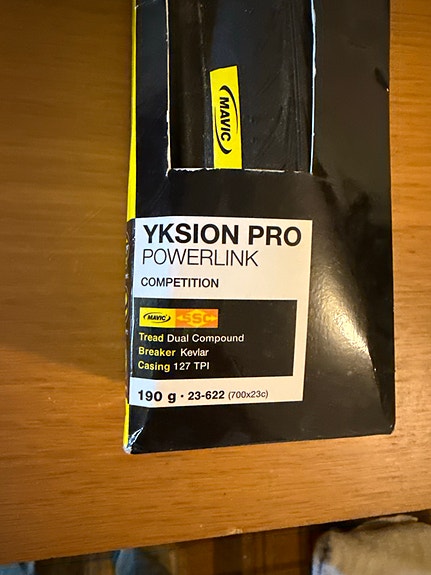 MAVIC
YKSION PRO
POWERLINK
COMPETITION
MAVIC SSC
Tread Dual Compound
Breaker Kevlar
Casing 127 TPI
190 g · 23-622 (700x23c)